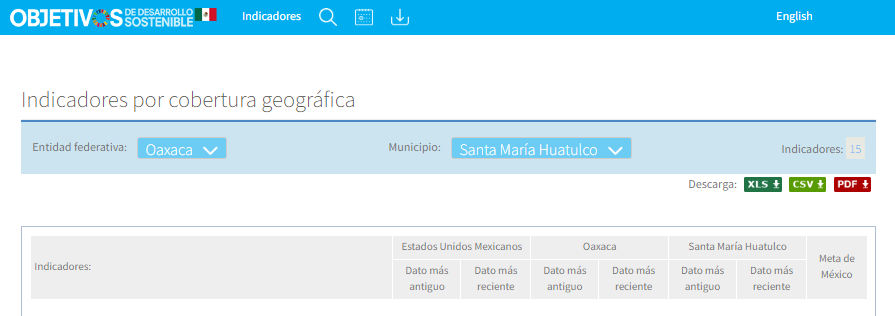 OBJETIVOS DE DESARROLLO SOSTENIBLE
Indicadores
English
Indicadores por cobertura geográfica
Entidad federativa: Oaxaca
Municipio: Santa María Huatulco
Indicadores: 15
Descarga: XLS CSV PDF
Indicadores:
Estados Unidos Mexicanos
Oaxaca
Santa María Huatulco
Meta de
México
Dato más
antiguo
Dato más
reciente
Dato más
antiguo
Dato más
reciente
Dato más
antiguo
Dato más
reciente